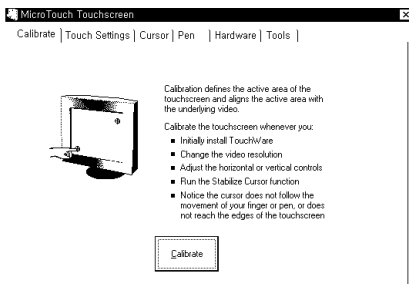 MicroTouch Touchscreen
Calibrate Touch Settings Cursor Pen Hardware Tools
Calibration defines the active area of the
touchscreen and aligns the active area with
the underlying video.
Calibrate the touchscreen whenever you:
Initially install TouchWare
Change the video resolution
Adjust the horizontal or vertical controls
Run the Stabilize Cursor function
Notice the cursor does not follow the
movement of your finger or pen, or does
not reach the edges of the touchscreen
Calibrate